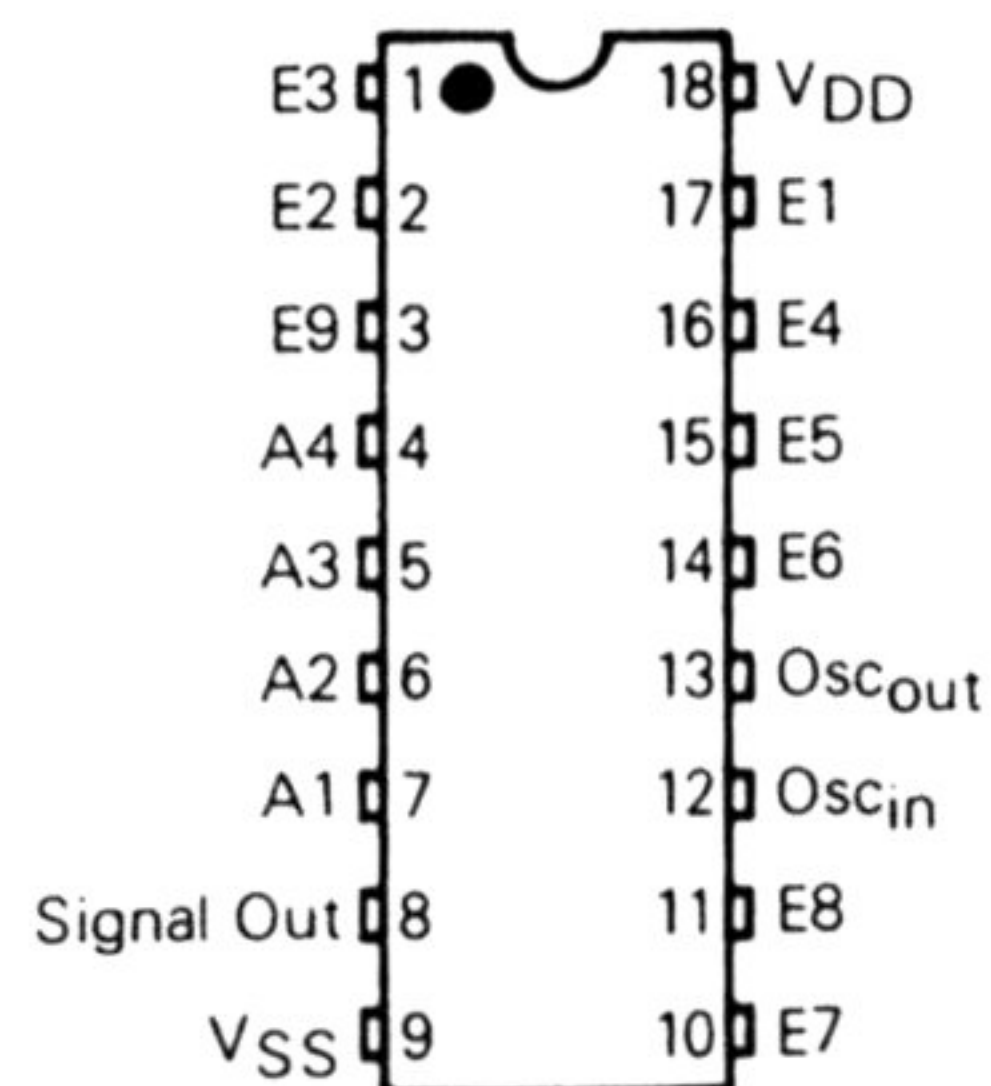 E3 1 18 VDD
E2 2 17 E1
E9 3 16 E4
A4 4 15 E5
A3 5 14 E6
A2 6 13 Oscout
A1 7 12 Oscin
Signal Out 8 11 E8
VSS 9 10 E7